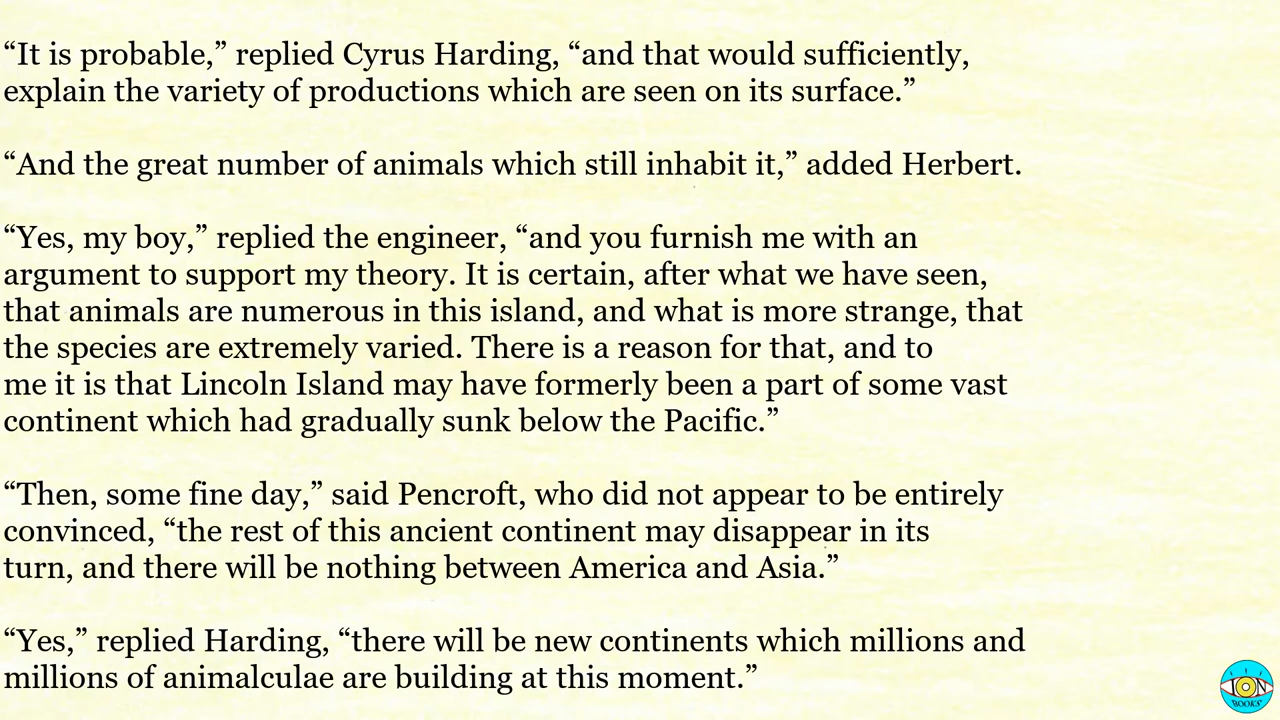 “It is probable,” replied Cyrus Harding, “and that would sufficiently,
explain the variety of productions which are seen on its surface.”
“And the great number of animals which still inhabit it,” added Herbert.
“Yes, my boy,” replied the engineer, “and you furnish me with an
argument to support my theory. It is certain, after what we have seen,
that animals are numerous in this island, and what is more strange, that
the species are extremely varied. There is a reason for that, and to
me it is that Lincoln Island may have formerly been a part of some vast
continent which had gradually sunk below the Pacific.”
“Then, some fine day,” said Pencroft, who did not appear to be entirely
convinced, “the rest of this ancient continent may disappear in its
turn, and there will be nothing between America and Asia.”
“Yes,” replied Harding, “there will be new continents which millions and
millions of animalculae are building at this moment.”
ION
BOOKS